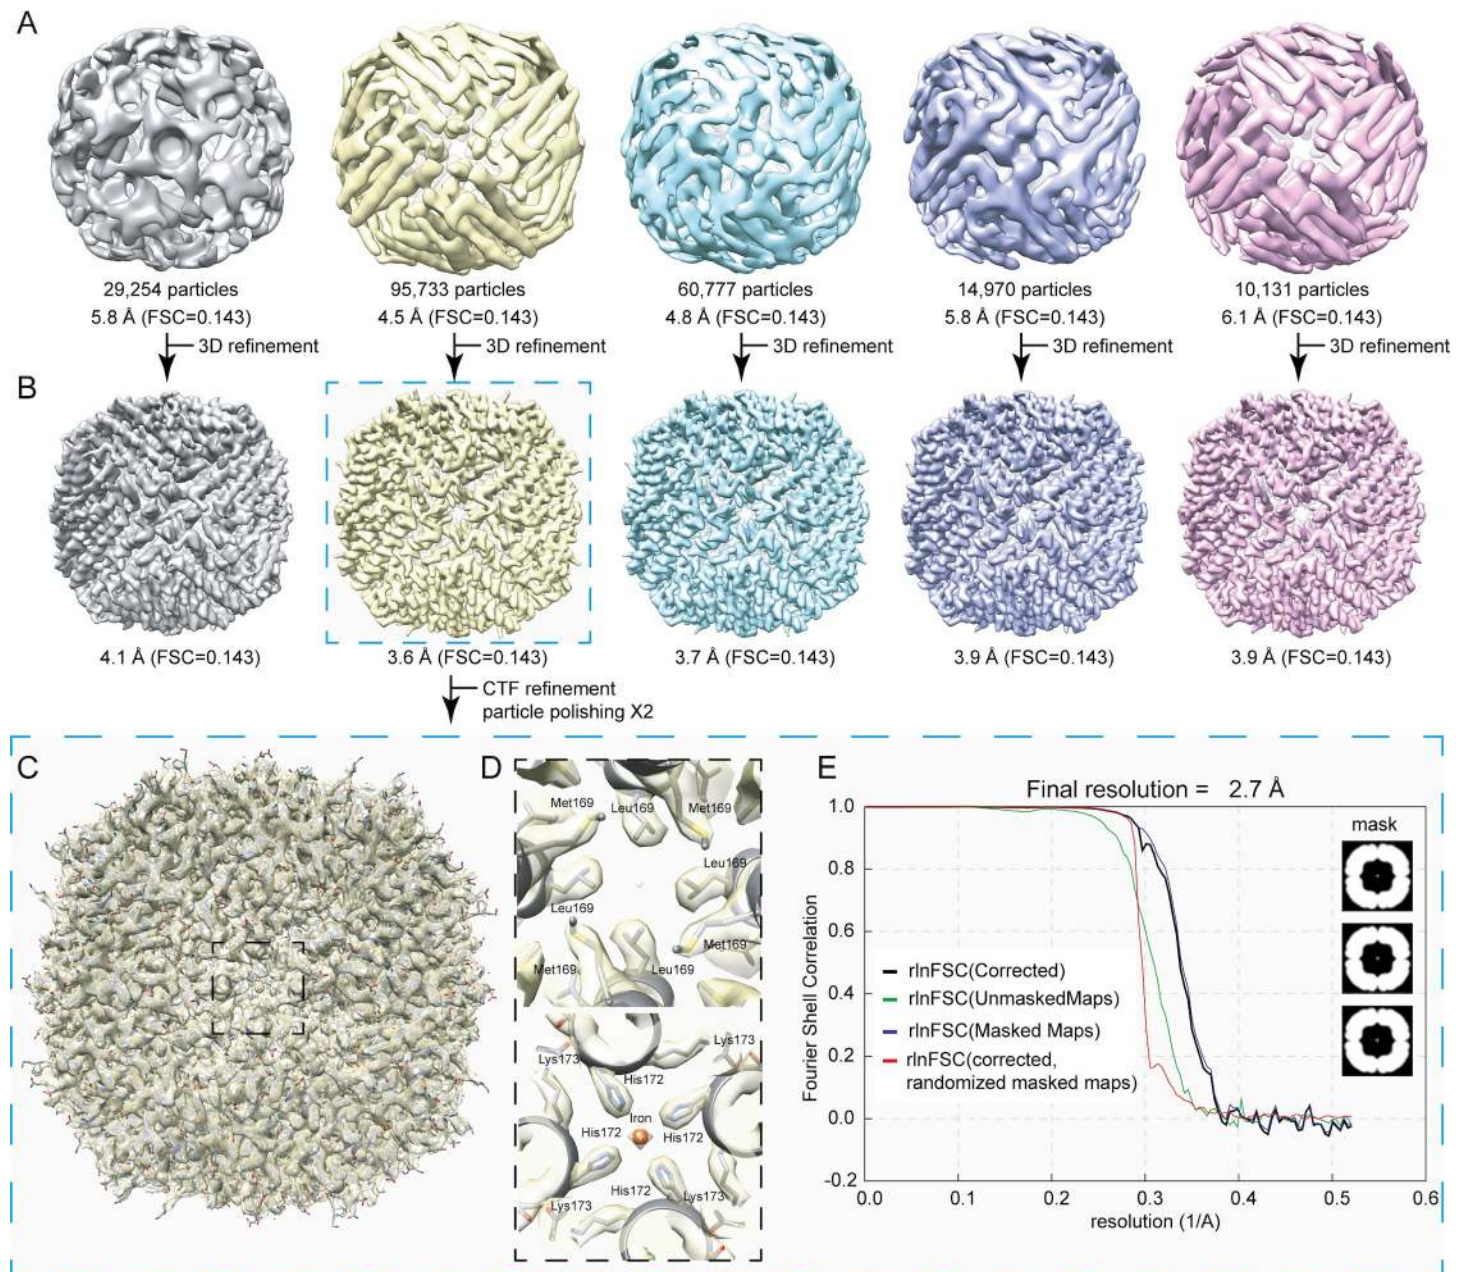 A
29,254 particles
5.8 Å (FSC=0.143)
3D refinement
95,733 particles
4.5 Å (FSC=0.143)
3D refinement
60,777 particles
4.8 Å (FSC=0.143)
3D refinement
14,970 particles
5.8 Å (FSC=0.143)
3D refinement
10,131 particles
6.1 Å (FSC=0.143)
3D refinement
B
4.1 Å (FSC=0.143)
3.6 Å (FSC=0.143)
3.7 Å (FSC=0.143)
3.9 Å (FSC=0.143)
3.9 Å (FSC=0.143)
CTF refinement
particle polishing X2
C
D
Met169
Leu169
Met169
Leu169
Leu169
Met169
Met169
Leu169
Lys173
Lys173
His172
Iron
His172
His172
His172
Lys173
Lys173
E
Final resolution = 2.7 Å
mask
Fourier Shell Correlation
1.0
0.8
0.6
0.4
0.2
0.0
−0.2
rlnFSC(Corrected)
rlnFSC(UnmaskedMaps)
rlnFSC(Masked Maps)
rlnFSC(corrected,
randomized masked maps)
0.0 0.1 0.2 0.3 0.4 0.5 0.6
resolution (1/A)